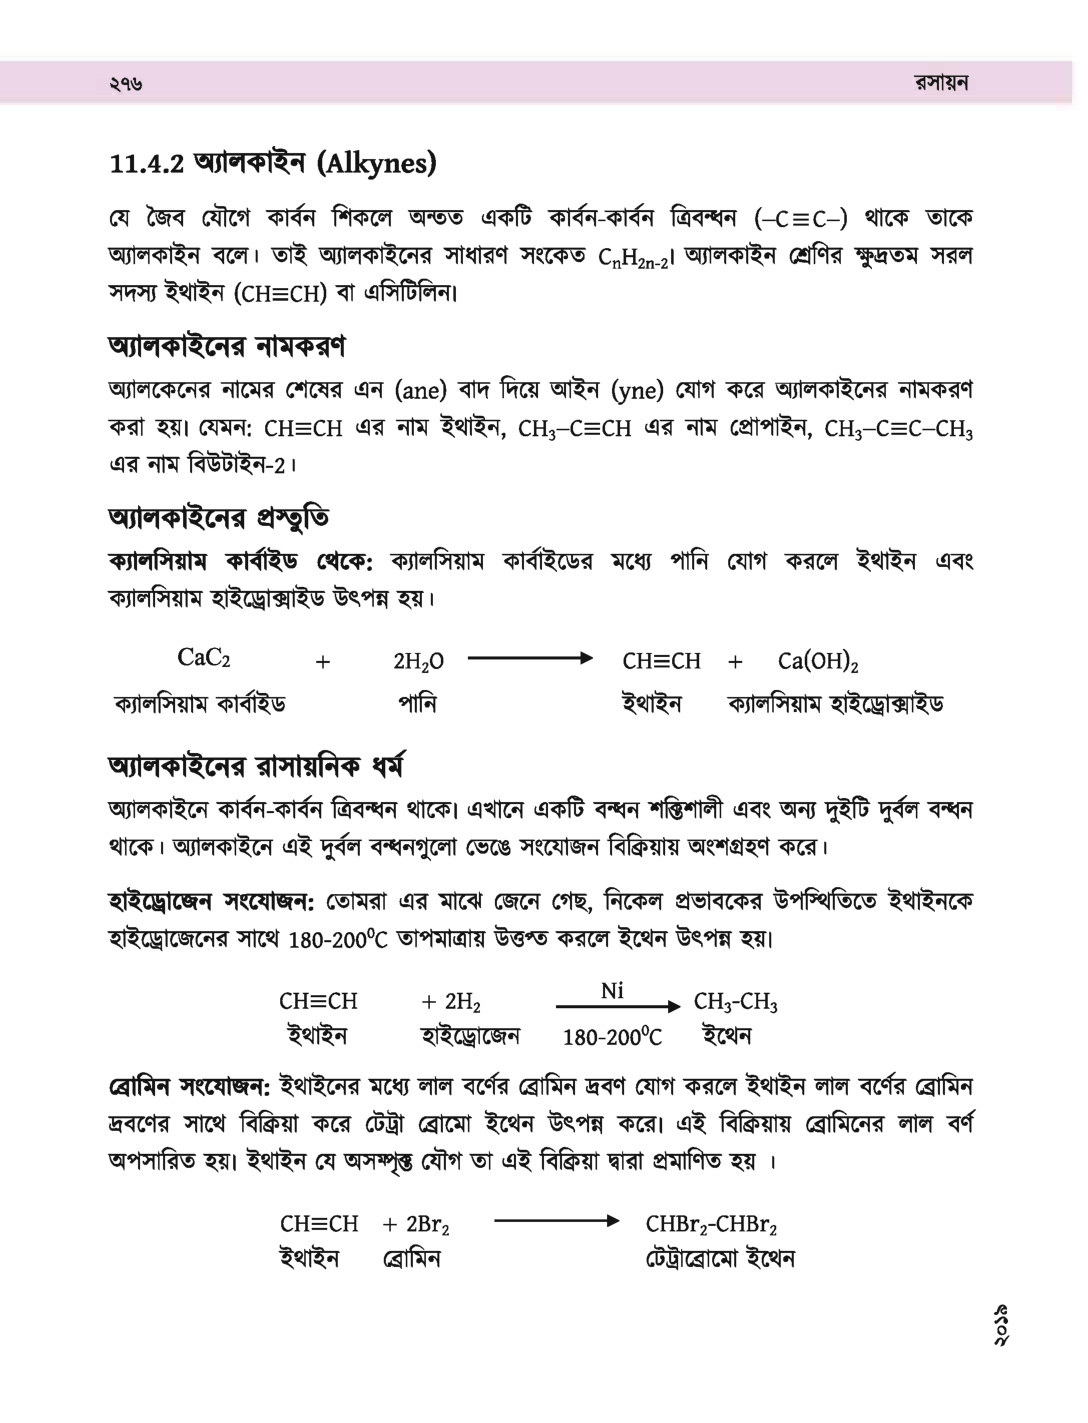 ২৭৬ রসায়ন
11.4.2 অ্যালকাইন (Alkynes)
যে জৈব যৌগে কার্বন শিকলে অন্তত একটি কার্বন-কার্বন ত্রিবন্ধন (–C≡C–) থাকে তাকে
অ্যালকাইন বলে। তাই অ্যালকাইনের সাধারণ সংকেত CₙH₂ₙ₋₂। অ্যালকাইন শ্রেণির ক্ষুদ্রতম সরল
সদস্য ইথাইন (CH≡CH) বা এসিটিলিন।
অ্যালকাইনের নামকরণ
অ্যালকেনের নামের শেষের এন (ane) বাদ দিয়ে আইন (yne) যোগ করে অ্যালকাইনের নামকরণ
করা হয়। যেমন: CH≡CH এর নাম ইথাইন, CH₃–C≡CH এর নাম প্রোপাইন, CH₃–C≡C–CH₃
এর নাম বিউটাইন-2।
অ্যালকাইনের প্রস্তুতি
ক্যালসিয়াম কার্বাইড থেকে: ক্যালসিয়াম কার্বাইডের মধ্যে পানি যোগ করলে ইথাইন এবং
ক্যালসিয়াম হাইড্রোক্সাইড উৎপন্ন হয়।
CaC₂ + 2H₂O ⟶ CH≡CH + Ca(OH)₂
ক্যালসিয়াম কার্বাইড পানি ইথাইন ক্যালসিয়াম হাইড্রোক্সাইড
অ্যালকাইনের রাসায়নিক ধর্ম
অ্যালকাইনে কার্বন-কার্বন ত্রিবন্ধন থাকে। এখানে একটি বন্ধন শক্তিশালী এবং অন্য দুইটি দুর্বল বন্ধন
থাকে। অ্যালকাইনে এই দুর্বল বন্ধনগুলো ভেঙে সংযোজন বিক্রিয়ায় অংশগ্রহণ করে।
হাইড্রোজেন সংযোজন: তোমরা এর মাঝে জেনে গেছ, নিকেল প্রভাবকের উপস্থিতিতে ইথাইনকে
হাইড্রোজেনের সাথে 180-200⁰C তাপমাত্রায় উত্তপ্ত করলে ইথেন উৎপন্ন হয়।
Ni
CH≡CH + 2H₂ ⟶ CH₃-CH₃
ইথাইন হাইড্রোজেন 180-200⁰C ইথেন
ব্রোমিন সংযোজন: ইথাইনের মধ্যে লাল বর্ণের ব্রোমিন দ্রবণ যোগ করলে ইথাইন লাল বর্ণের ব্রোমিন
দ্রবণের সাথে বিক্রিয়া করে টেট্রা ব্রোমো ইথেন উৎপন্ন করে। এই বিক্রিয়ায় ব্রোমিনের লাল বর্ণ
অপসারিত হয়। ইথাইন যে অসম্পৃক্ত যৌগ তা এই বিক্রিয়া দ্বারা প্রমাণিত হয় ।
CH≡CH + 2Br₂ ⟶ CHBr₂-CHBr₂
ইথাইন ব্রোমিন টেট্রাব্রোমো ইথেন
২০১৯